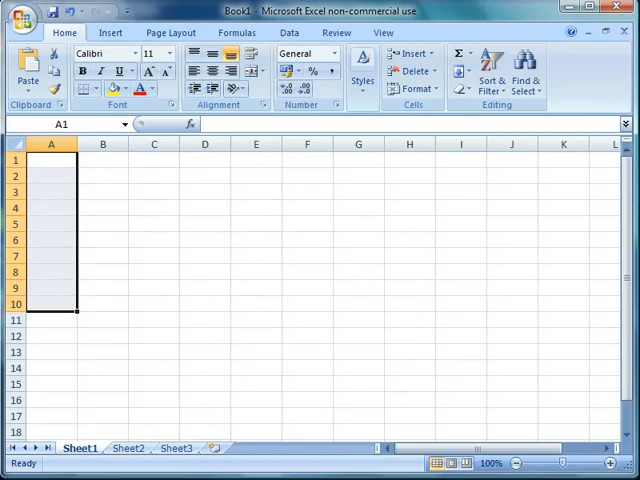 Book1 - Microsoft Excel non-commercial use
Home Insert Page Layout Formulas Data Review View
Paste
Calibri 11
B I U A A
A
General
$ % ,
Styles
Insert
Delete
Format
Σ
Sort & Filter
Find & Select
Clipboard Font Alignment Number Cells Editing
A1 fx
A B C D E F G H I J K L
1
2
3
4
5
6
7
8
9
10
11
12
13
14
15
16
17
18
Sheet1 Sheet2 Sheet3
Ready 100%